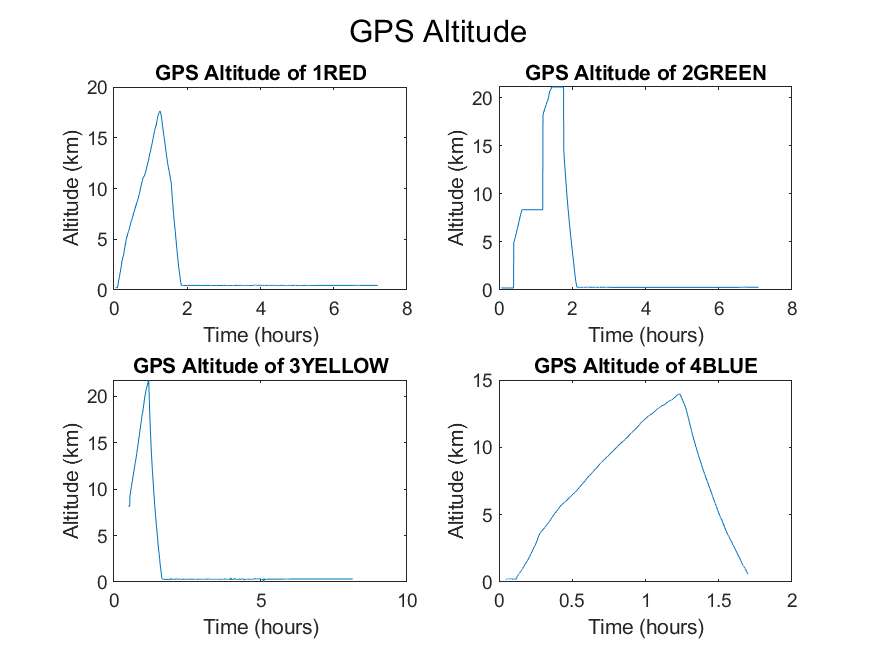 GPS Altitude
GPS Altitude of 1RED
20
15
10
5
0
Altitude (km)
0 2 4 6 8
Time (hours)
GPS Altitude of 2GREEN
20
15
10
5
0
Altitude (km)
0 2 4 6 8
Time (hours)
GPS Altitude of 3YELLOW
20
15
10
5
0
Altitude (km)
0 5 10
Time (hours)
GPS Altitude of 4BLUE
15
10
5
0
Altitude (km)
0 0.5 1 1.5 2
Time (hours)